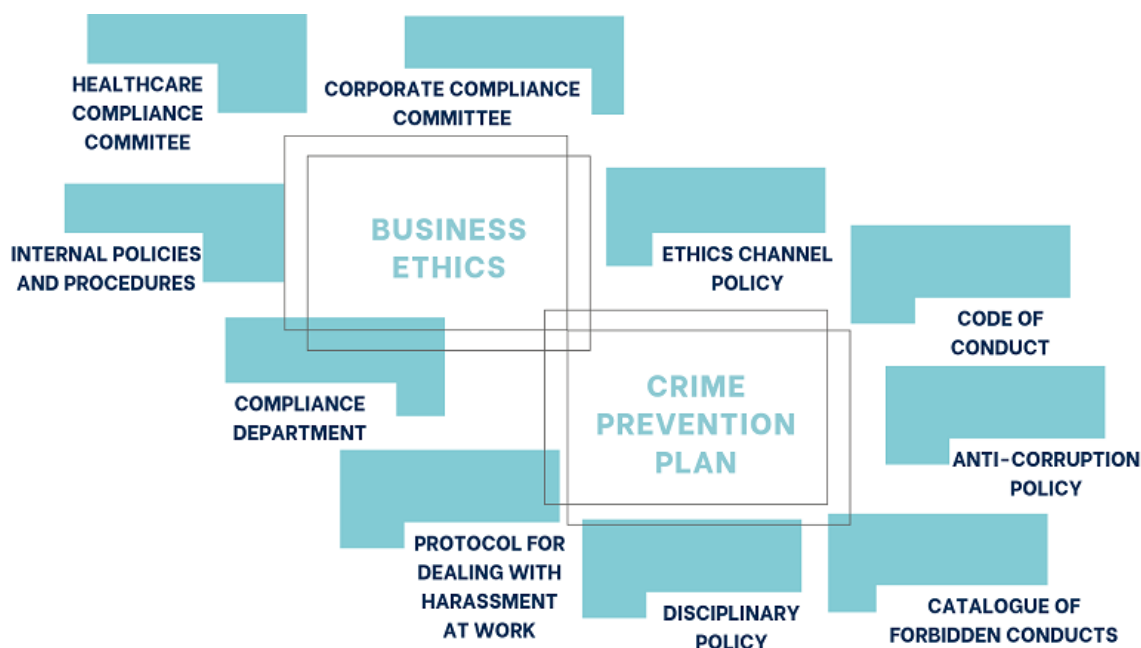 HEALTHCARE
COMPLIANCE
COMMITEE
CORPORATE COMPLIANCE
COMMITTEE
INTERNAL POLICIES
AND PROCEDURES
BUSINESS
ETHICS
ETHICS CHANNEL
POLICY
CODE OF
CONDUCT
COMPLIANCE
DEPARTMENT
CRIME
PREVENTION
PLAN
ANTI-CORRUPTION
POLICY
PROTOCOL FOR
DEALING WITH
HARASSMENT
AT WORK
DISCIPLINARY
POLICY
CATALOGUE OF
FORBIDDEN CONDUCTS